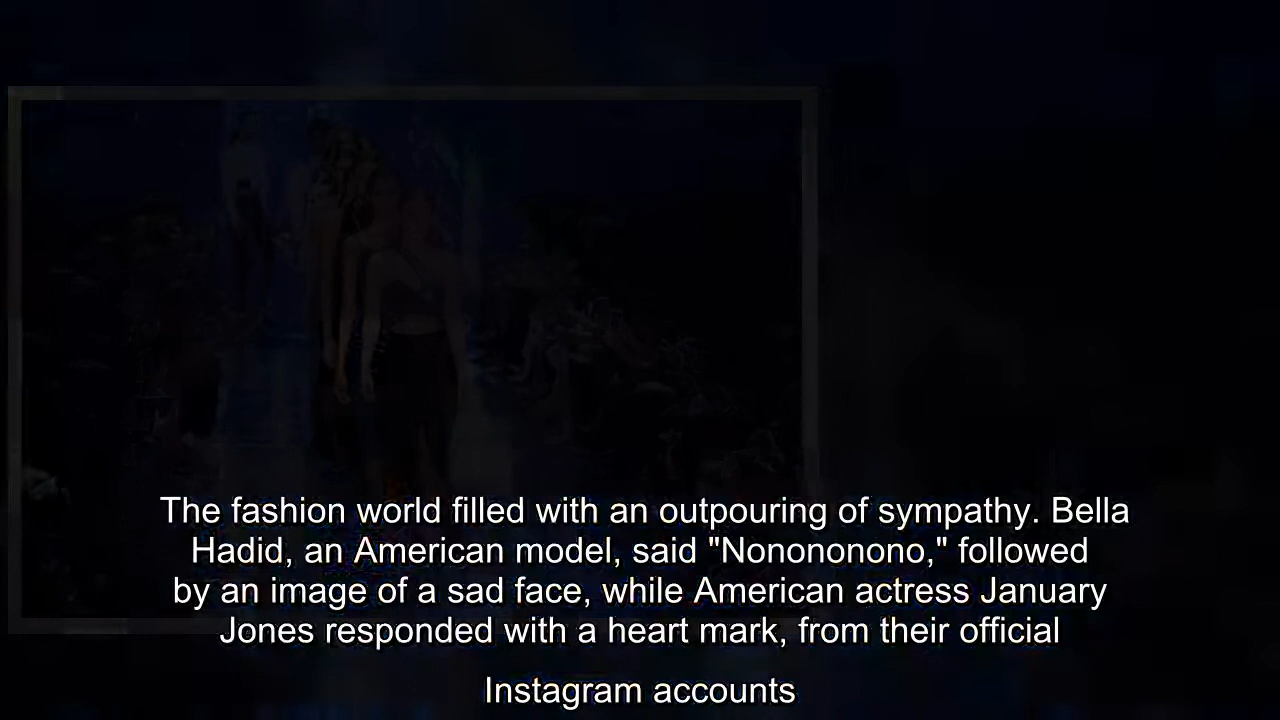 The fashion world filled with an outpouring of sympathy. Bella
Hadid, an American model, said "Nonononono," followed
by an image of a sad face, while American actress January
Jones responded with a heart mark, from their official
Instagram accounts